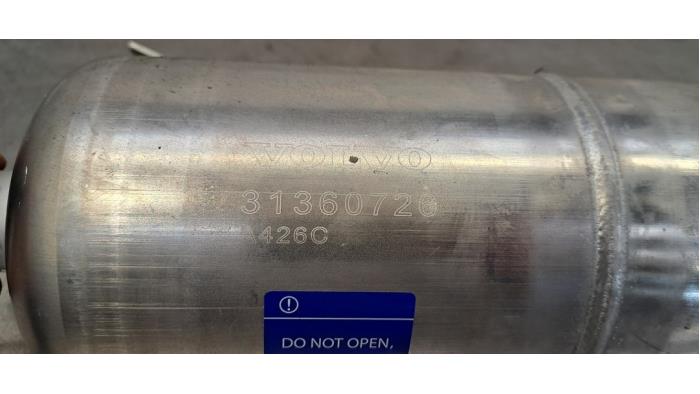 VOLVO
31360726
426C
DO NOT OPEN,